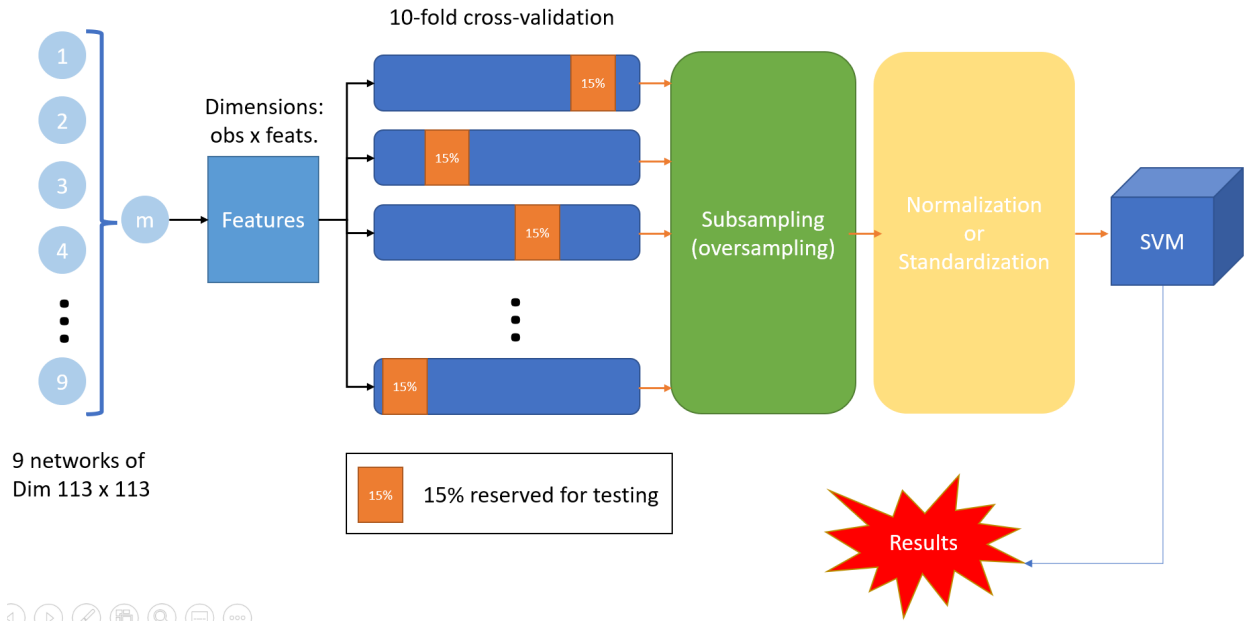 10-fold cross-validation
1
2
3
4
9
m
9 networks of
Dim 113 x 113
Dimensions:
obs x feats.
Features
15%
15%
15%
15%
15%
15% reserved for testing
Subsampling
(oversampling)
Normalization
or
Standardization
SVM
Results